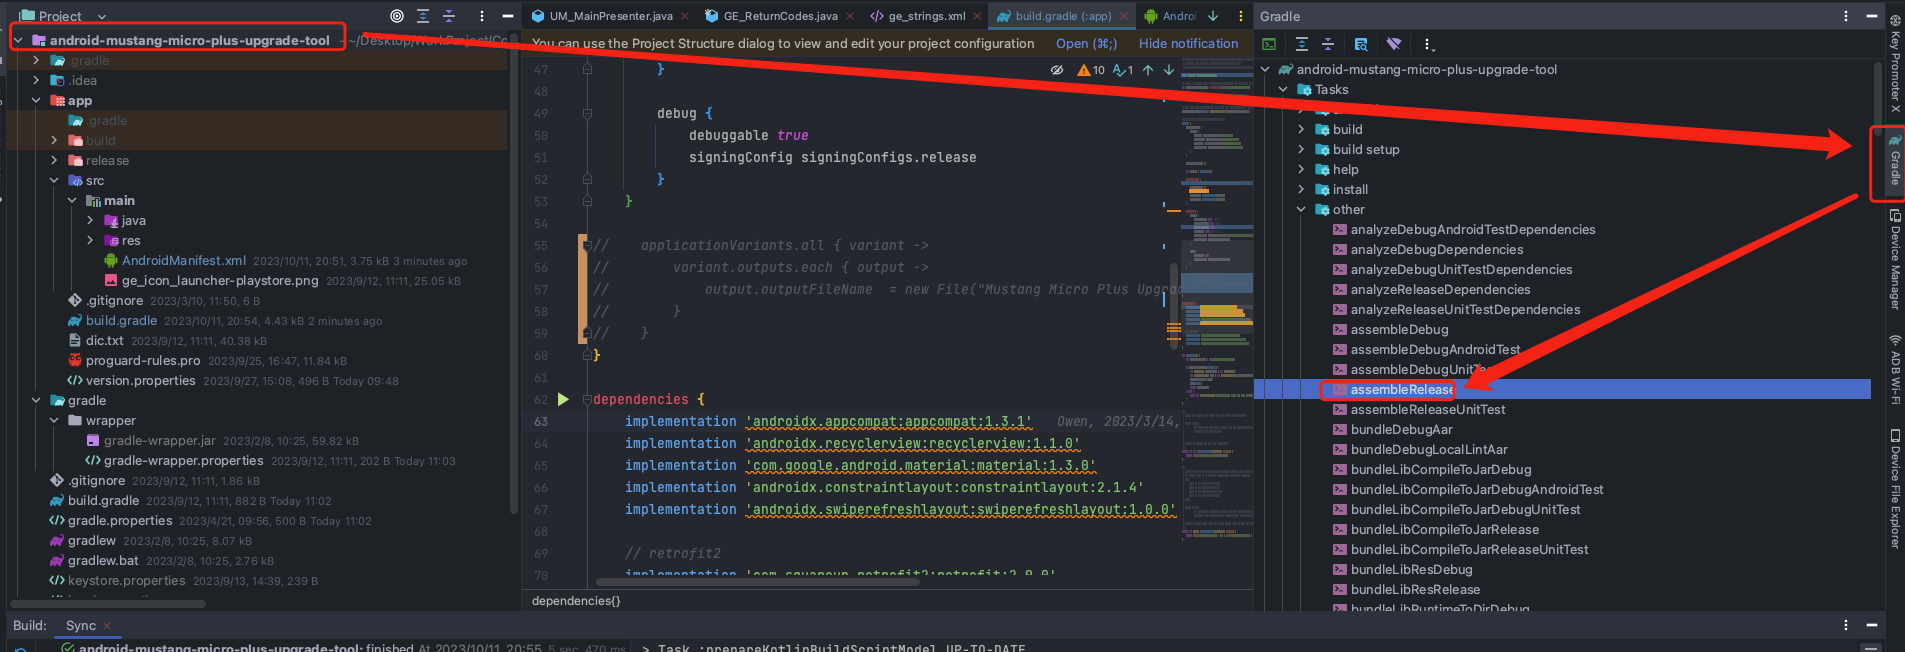 Project
android-mustang-micro-plus-upgrade-tool ~/Desktop/WorkProject/Co
.gradle
.idea
app
.gradle
build
release
src
main
java
res
AndroidManifest.xml 2023/10/11, 20:51, 3.75 kB 3 minutes ago
ge_icon_launcher-playstore.png 2023/9/12, 11:11, 25.05 kB
.gitignore 2023/3/10, 11:50, 6 B
build.gradle 2023/10/11, 20:54, 4.43 kB 2 minutes ago
dic.txt 2023/9/12, 11:11, 40.38 kB
proguard-rules.pro 2023/9/25, 16:47, 11.84 kB
version.properties 2023/9/27, 15:08, 496 B Today 09:48
gradle
wrapper
gradle-wrapper.jar 2023/2/8, 10:25, 59.82 kB
gradle-wrapper.properties 2023/9/12, 11:11, 202 B Today 11:03
.gitignore 2023/9/12, 11:11, 1.86 kB
build.gradle 2023/9/12, 11:11, 882 B Today 11:02
gradle.properties 2023/4/21, 09:56, 500 B Today 11:02
gradlew 2023/2/8, 10:25, 8.07 kB
gradlew.bat 2023/2/8, 10:25, 2.76 kB
keystore.properties 2023/9/13, 14:39, 239 B
UM_MainPresenter.java GE_ReturnCodes.java ge_strings.xml build.gradle (:app) Androi
You can use the Project Structure dialog to view and edit your project configuration Open (⌘;) Hide notification
10 1
47 }
48
49 debug {
50 debuggable true
51 signingConfig signingConfigs.release
52 }
53 }
54
55 // applicationVariants.all { variant ->
56 // variant.outputs.each { output ->
57 // output.outputFileName = new File("Mustang Micro Plus Upgrad
58 // }
59 // }
60 }
61
62 dependencies {
63 implementation 'androidx.appcompat:appcompat:1.3.1' Owen, 2023/3/14,
64 implementation 'androidx.recyclerview:recyclerview:1.1.0'
65 implementation 'com.google.android.material:material:1.3.0'
66 implementation 'androidx.constraintlayout:constraintlayout:2.1.4'
67 implementation 'androidx.swiperefreshlayout:swiperefreshlayout:1.0.0'
68
69 // retrofit2
70 implementation 'com.squareup.retrofit2:retrofit:2.9.0'
dependencies{}
Gradle
android-mustang-micro-plus-upgrade-tool
Tasks
build
build setup
help
install
other
analyzeDebugAndroidTestDependencies
analyzeDebugDependencies
analyzeDebugUnitTestDependencies
analyzeReleaseDependencies
analyzeReleaseUnitTestDependencies
assembleDebug
assembleDebugAndroidTest
assembleDebugUnitTest
assembleRelease
assembleReleaseUnitTest
bundleDebugAar
bundleDebugLocalLintAar
bundleLibCompileToJarDebug
bundleLibCompileToJarDebugAndroidTest
bundleLibCompileToJarDebugUnitTest
bundleLibCompileToJarRelease
bundleLibCompileToJarReleaseUnitTest
bundleLibResDebug
bundleLibResRelease
bundleLibRuntimeToDirDebug
Key Promoter X
Gradle
Device Manager
ADB Wi-Fi
Device File Explorer
Build: Sync
android-mustang-micro-plus-upgrade-tool: finished At 2023/10/11, 20:55 5 sec, 470 ms
> Task :prepareKotlinBuildScriptModel UP-TO-DATE